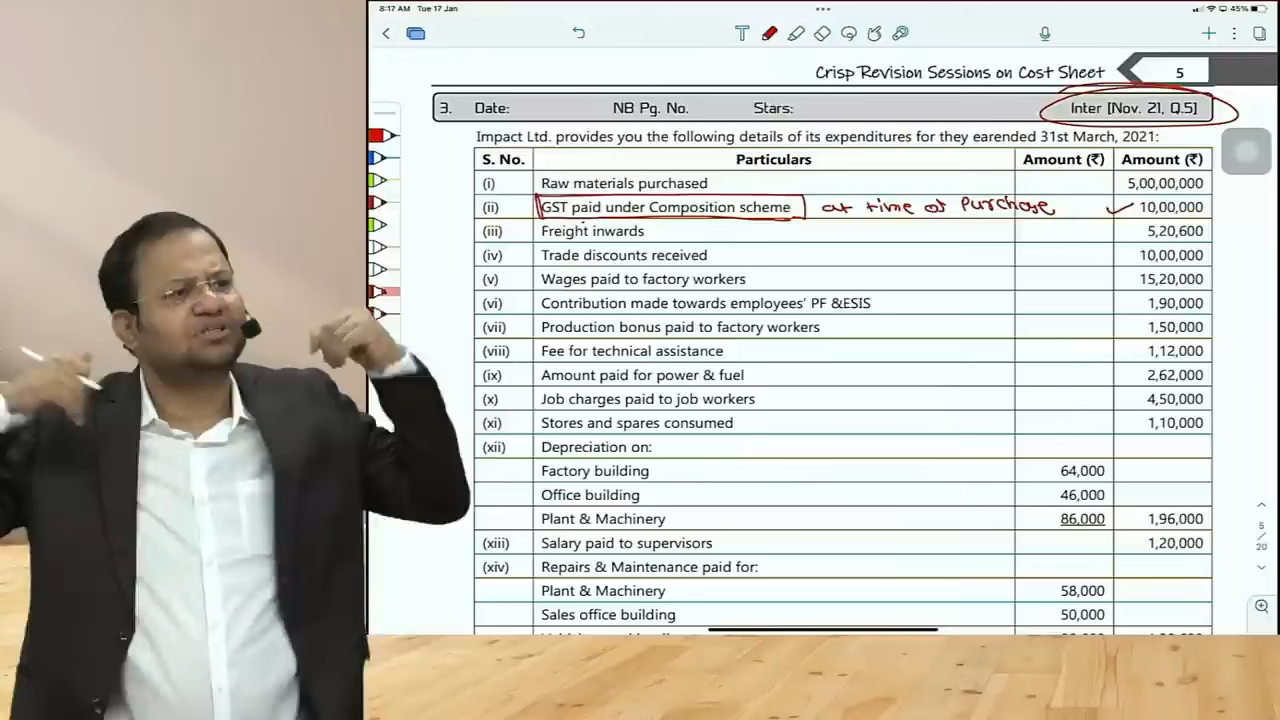 8:17 AM Tue 17 Jan
45%
Crisp Revision Sessions on Cost Sheet 5
3. Date: NB Pg. No. Stars: Inter [Nov. 21, Q.5]
Impact Ltd. provides you the following details of its expenditures for they earended 31st March, 2021:
S. No. Particulars Amount (₹) Amount (₹)
(i) Raw materials purchased 5,00,00,000
(ii) GST paid under Composition scheme at time of Purchase 10,00,000
(iii) Freight inwards 5,20,600
(iv) Trade discounts received 10,00,000
(v) Wages paid to factory workers 15,20,000
(vi) Contribution made towards employees' PF &ESIS 1,90,000
(vii) Production bonus paid to factory workers 1,50,000
(viii) Fee for technical assistance 1,12,000
(ix) Amount paid for power & fuel 2,62,000
(x) Job charges paid to job workers 4,50,000
(xi) Stores and spares consumed 1,10,000
(xii) Depreciation on:
Factory building 64,000
Office building 46,000
Plant & Machinery 86,000 1,96,000
(xiii) Salary paid to supervisors 1,20,000
(xiv) Repairs & Maintenance paid for:
Plant & Machinery 58,000
Sales office building 50,000
5
/
20